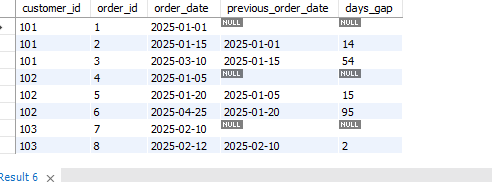 customer_id order_id order_date previous_order_date days_gap
101 1 2025-01-01 NULL NULL
101 2 2025-01-15 2025-01-01 14
101 3 2025-03-10 2025-01-15 54
102 4 2025-01-05 NULL NULL
102 5 2025-01-20 2025-01-05 15
102 6 2025-04-25 2025-01-20 95
103 7 2025-02-10 NULL NULL
103 8 2025-02-12 2025-02-10 2
Result 6 ×